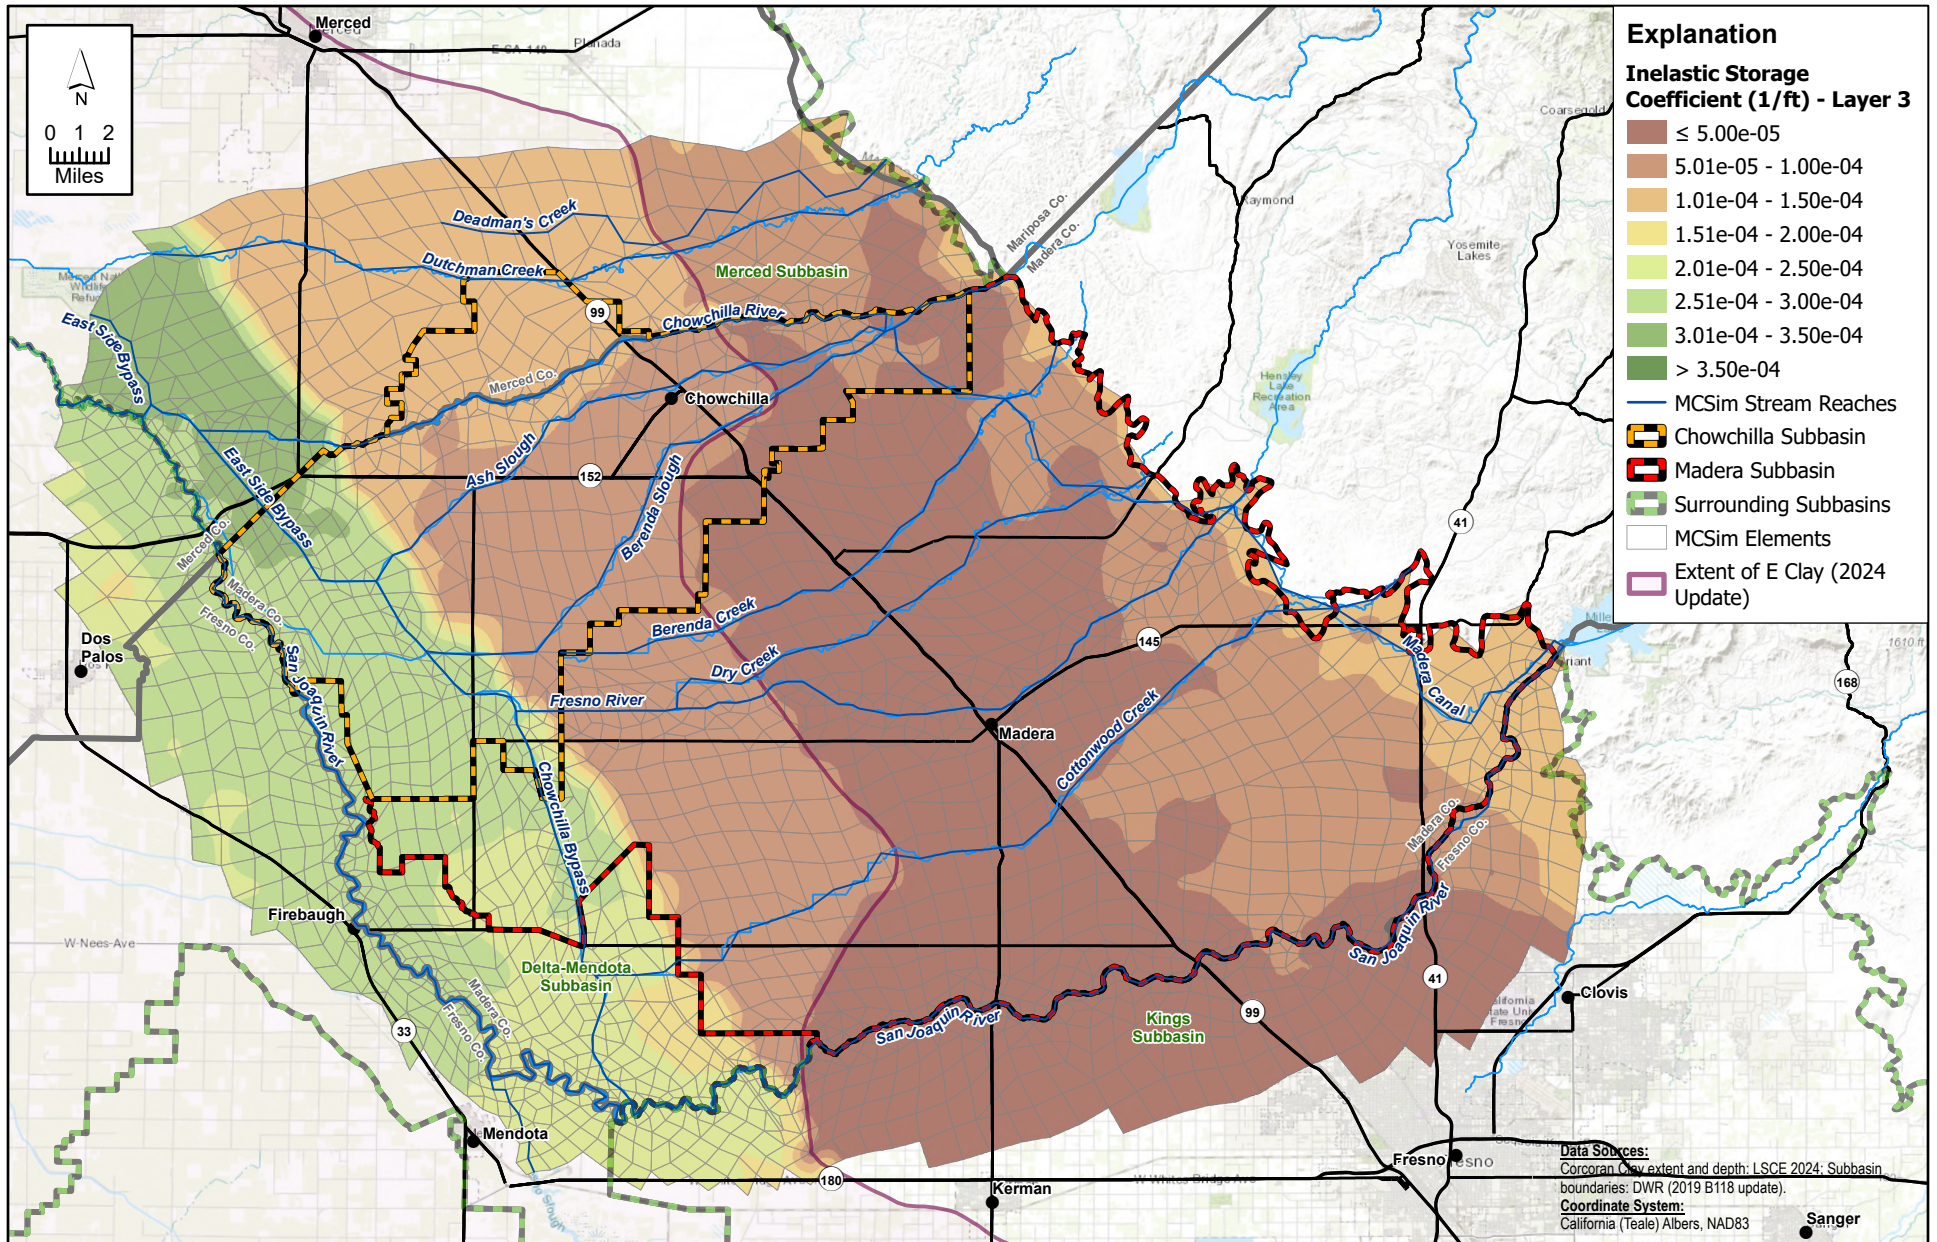 Explanation
Inelastic Storage
Coefficient (1/ft) - Layer 3
≤ 5.00e-05
5.01e-05 - 1.00e-04
1.01e-04 - 1.50e-04
1.51e-04 - 2.00e-04
2.01e-04 - 2.50e-04
2.51e-04 - 3.00e-04
3.01e-04 - 3.50e-04
> 3.50e-04
MCSim Stream Reaches
Chowchilla Subbasin
Madera Subbasin
Surrounding Subbasins
MCSim Elements
Extent of E Clay (2024
Update)
N
0 1 2
Miles
Merced
Planada
Coarsegold
Raymond
Yosemite
Lakes
Mariposa Co.
Madera Co.
Deadman's Creek
Dutchman Creek
Merced Subbasin
Chowchilla River
99
Merced Co.
East Side Bypass
Chowchilla
Hensley
Lake
Recreation
Area
Ash Slough
East Side Bypass
152
Berenda Slough
41
Merced Co.
Madera Co.
Fresno Co.
Berenda Creek
145
Dos
Palos
San Joaquin River
Dry Creek
Fresno River
Madera Canal
168
1610 ft
Madera
Cottonwood Creek
Chowchilla Bypass
Madera Co.
Fresno Co.
Firebaugh
W Nees Ave
San Joaquin River
Delta-Mendota
Subbasin
Madera Co.
Fresno Co.
33
San Joaquin River
Kings
Subbasin
99
41
Clovis
Mendota
180
Kerman
W Whites Bridge Ave
Fresno
Sanger
Data Sources:
Corcoran Clay extent and depth: LSCE 2024; Subbasin
boundaries: DWR (2019 B118 update).
Coordinate System:
California (Teale) Albers, NAD83